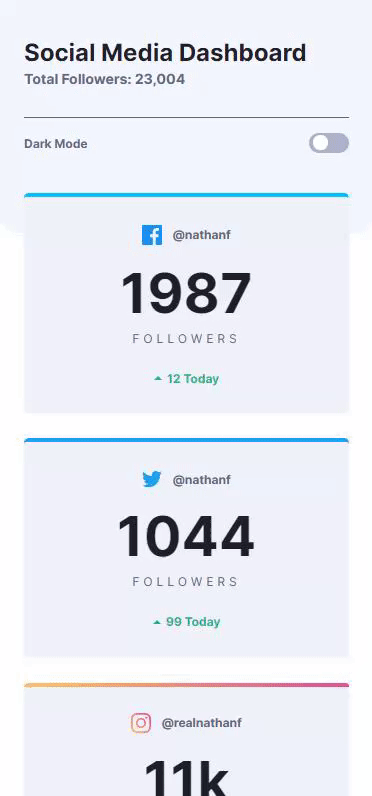 Social Media Dashboard
Total Followers: 23,004
Dark Mode
@nathanf
1987
FOLLOWERS
12 Today
@nathanf
1044
FOLLOWERS
99 Today
@realnathanf
11k